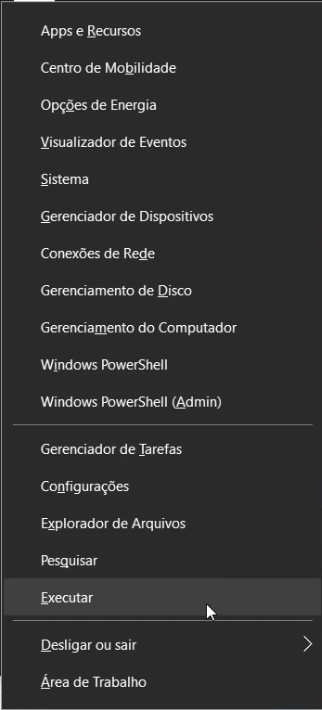 Apps e Recursos
Centro de Mobilidade
Opções de Energia
Visualizador de Eventos
Sistema
Gerenciador de Dispositivos
Conexões de Rede
Gerenciamento de Disco
Gerenciamento do Computador
Windows PowerShell
Windows PowerShell (Admin)
Gerenciador de Tarefas
Configurações
Explorador de Arquivos
Pesquisar
Executar
Desligar ou sair
Área de Trabalho